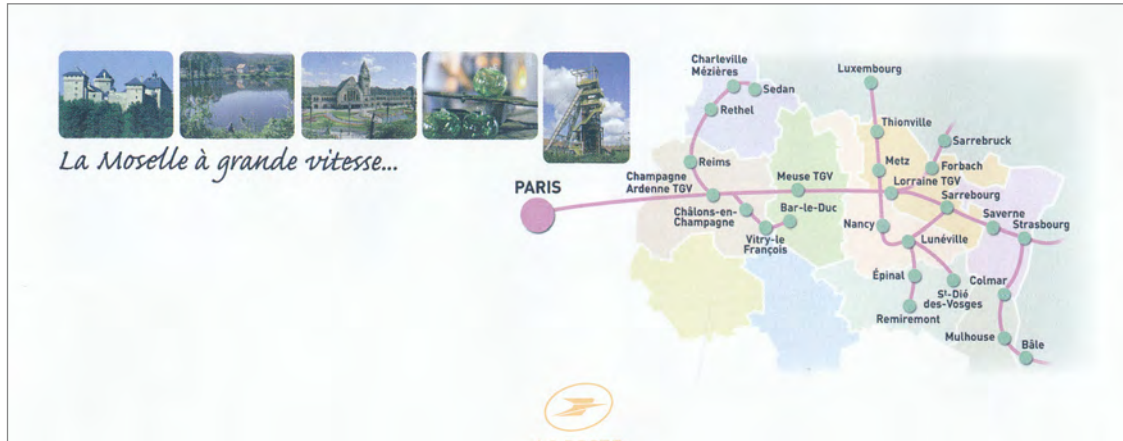 La Moselle à grande vitesse...
PARIS
Charleville
Mézières
Sedan
Rethel
Reims
Champagne
Ardenne TGV
Châlons-en-
Champagne
Vitry-le
François
Bar-le-Duc
Meuse TGV
Luxembourg
Thionville
Metz
Sarrebruck
Forbach
Lorraine TGV
Sarrebourg
Saverne
Strasbourg
Nancy
Lunéville
Épinal
St-Dié
des-Vosges
Remiremont
Colmar
Mulhouse
Bâle